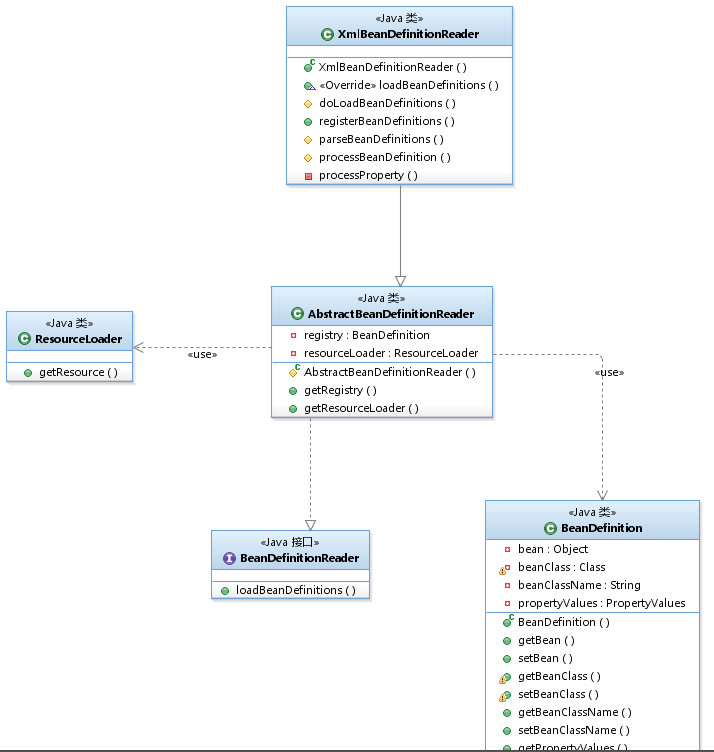 «Java 类»
XmlBeanDefinitionReader
XmlBeanDefinitionReader ( )
«Override» loadBeanDefinitions ( )
doLoadBeanDefinitions ( )
registerBeanDefinitions ( )
parseBeanDefinitions ( )
processBeanDefinition ( )
processProperty ( )
«Java 类»
AbstractBeanDefinitionReader
registry : BeanDefinition
resourceLoader : ResourceLoader
AbstractBeanDefinitionReader ( )
getRegistry ( )
getResourceLoader ( )
«Java 类»
ResourceLoader
getResource ( )
«use»
«use»
«Java 接口»
BeanDefinitionReader
loadBeanDefinitions ( )
«Java 类»
BeanDefinition
bean : Object
beanClass : Class
beanClassName : String
propertyValues : PropertyValues
BeanDefinition ( )
getBean ( )
setBean ( )
getBeanClass ( )
setBeanClass ( )
getBeanClassName ( )
setBeanClassName ( )
getPropertyValues ( )